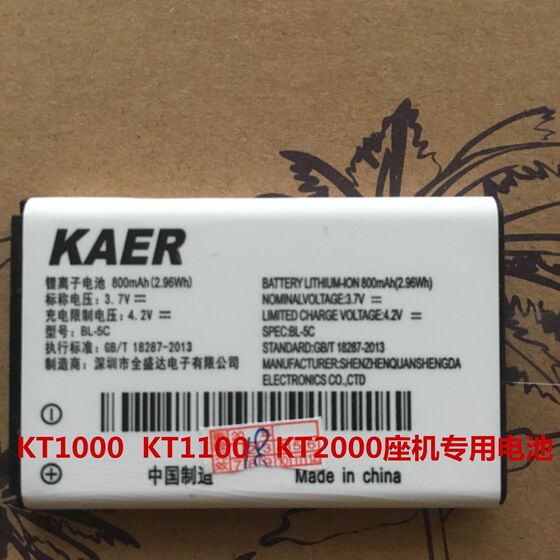 KAER
锂离子电池 800mAh(2.96Wh)
标称电压：3.7V
充电限制电压：4.2V
型号：BL-5C
执行标准：GB/T 18287-2013
制造商：深圳市全盛达电子有限公司
BATTERY LITHIUM-ION 800mAh(2.96Wh)
NOMINALVOLTAGE:3.7V
LIMITED CHARGE VOLTAGE:4.2V
SPEC:BL-5C
STANDARD:GB/T 18287-2013
MANUFACTURER:SHENZHENQUANSHENGDA
ELECTRONICS CO.,CTD
KT1000 KT1100 KT2000座机专用电池
中国制造
Made in china